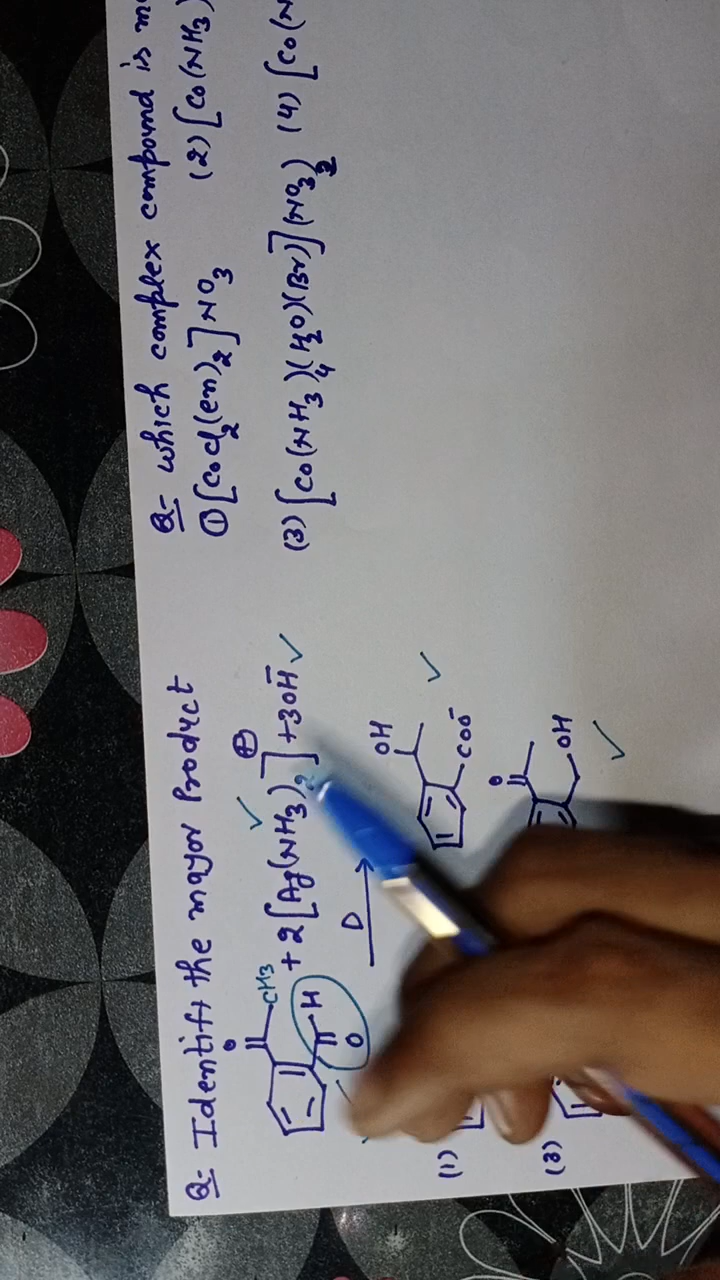 Q- Identify the major Product
O
CH3 + 2[Ag(NH3)2]⊕ + 3OH̄
H
O
Δ
OH
COO⁻
(1)
O
OH
(3)
Q- which complex compound is
① [CoCl2(en)2]NO3 (2) [Co(NH3)
(3) [Co(NH3)4(H2O)(Br)](NO3)2 (4) [Co(N